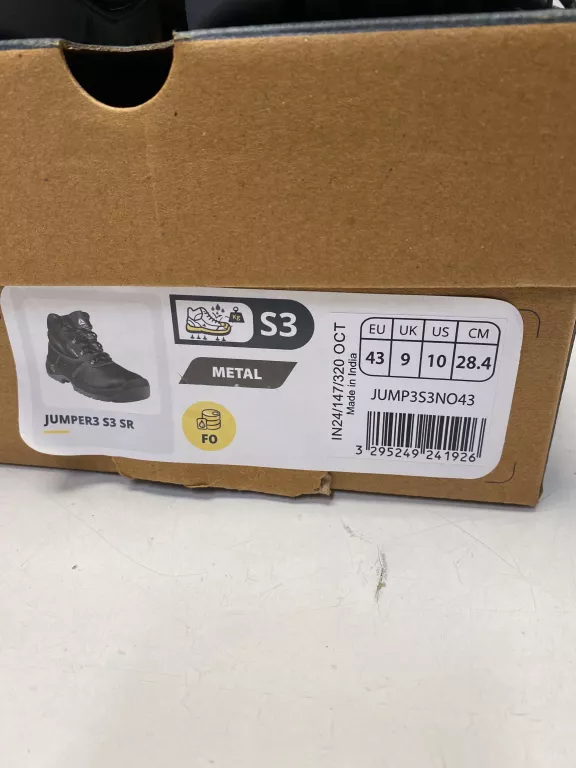 JUMPER3 S3 SR
KG
S3
METAL
FO
IN24/147/320 OCT
Made in India
EU UK US CM
43 9 10 28.4
JUMP3S3NO43
3 295249 241926